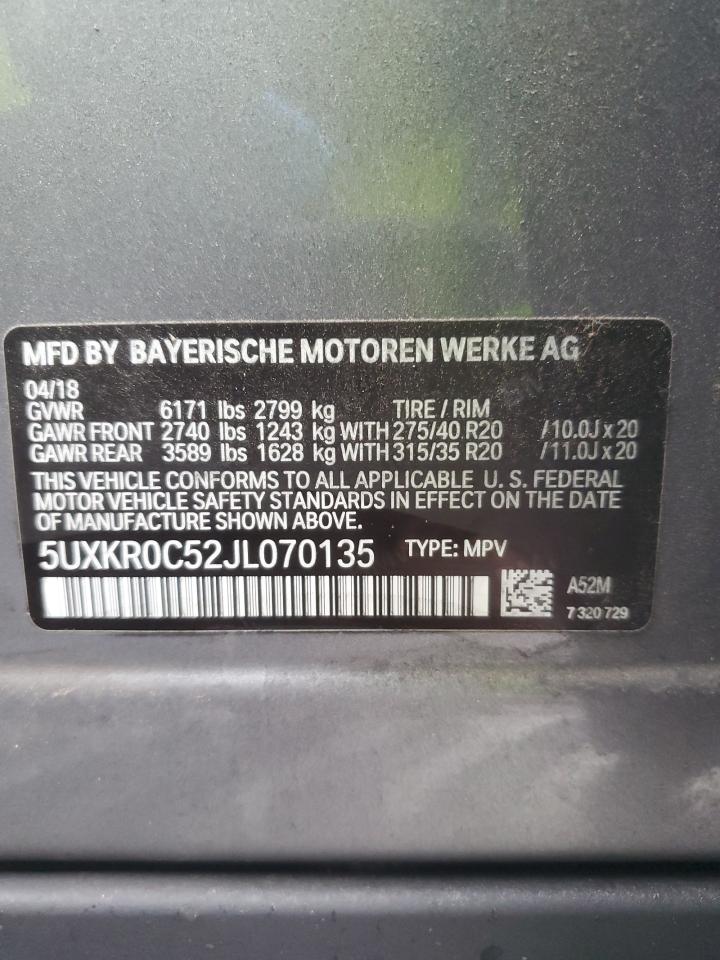 MFD BY BAYERISCHE MOTOREN WERKE AG
04/18
GVWR 6171 lbs 2799 kg TIRE / RIM
GAWR FRONT 2740 lbs 1243 kg WITH 275/40 R20 /10.0J x 20
GAWR REAR 3589 lbs 1628 kg WITH 315/35 R20 /11.0J x 20
THIS VEHICLE CONFORMS TO ALL APPLICABLE U. S. FEDERAL
MOTOR VEHICLE SAFETY STANDARDS IN EFFECT ON THE DATE
OF MANUFACTURE SHOWN ABOVE.
5UXKR0C52JL070135 TYPE: MPV
A52M
7 320 729